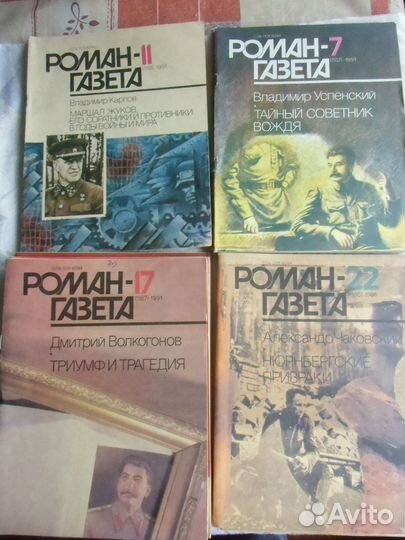 РОМАН-11
ГАЗЕТА
Владимир Карпов
МАРШАЛ ЖУКОВ,
ЕГО СОРАТНИКИ И ПРОТИВНИКИ
В ГОДЫ ВОЙНЫ И МИРА
РОМАН-7
ГАЗЕТА
Владимир Успенский
ТАЙНЫЙ СОВЕТНИК
ВОЖДЯ
РОМАН-17
ГАЗЕТА
Дмитрий Волкогонов
ТРИУМФ И ТРАГЕДИЯ
РОМАН-22
ГАЗЕТА
Александр Чаковский
НЮРНБЕРГСКИЕ
ПРИЗРАКИ
Avito